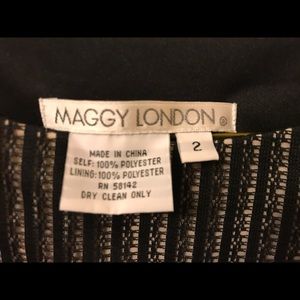 MAGGY LONDON®
2
MADE IN CHINA
SELF: 100% POLYESTER
LINING: 100% POLYESTER
RN 58142
DRY CLEAN ONLY